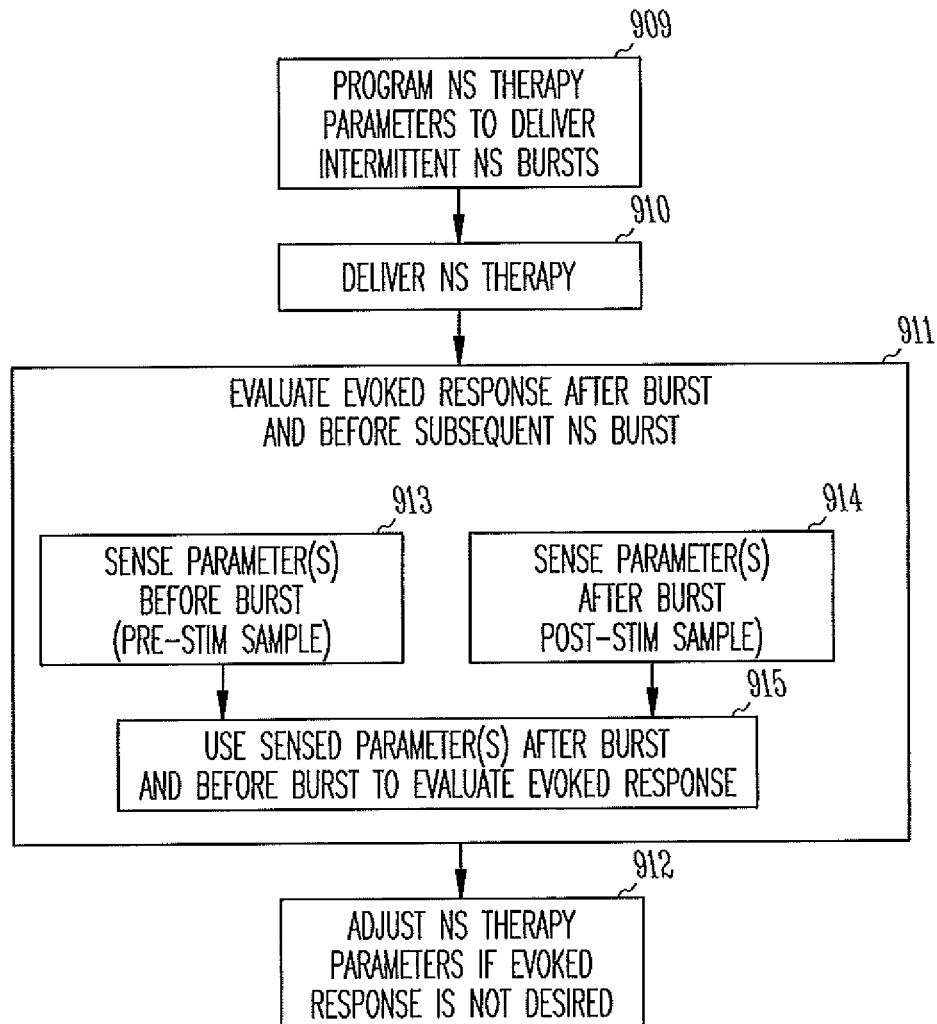 909
PROGRAM NS THERAPY
PARAMETERS TO DELIVER
INTERMITTENT NS BURSTS
910
DELIVER NS THERAPY
911
EVALUATE EVOKED RESPONSE AFTER BURST
AND BEFORE SUBSEQUENT NS BURST
913
SENSE PARAMETER(S)
BEFORE BURST
(PRE-STIM SAMPLE)
914
SENSE PARAMETER(S)
AFTER BURST
POST-STIM SAMPLE)
915
USE SENSED PARAMETER(S) AFTER BURST
AND BEFORE BURST TO EVALUATE EVOKED RESPONSE
912
ADJUST NS THERAPY
PARAMETERS IF EVOKED
RESPONSE IS NOT DESIRED